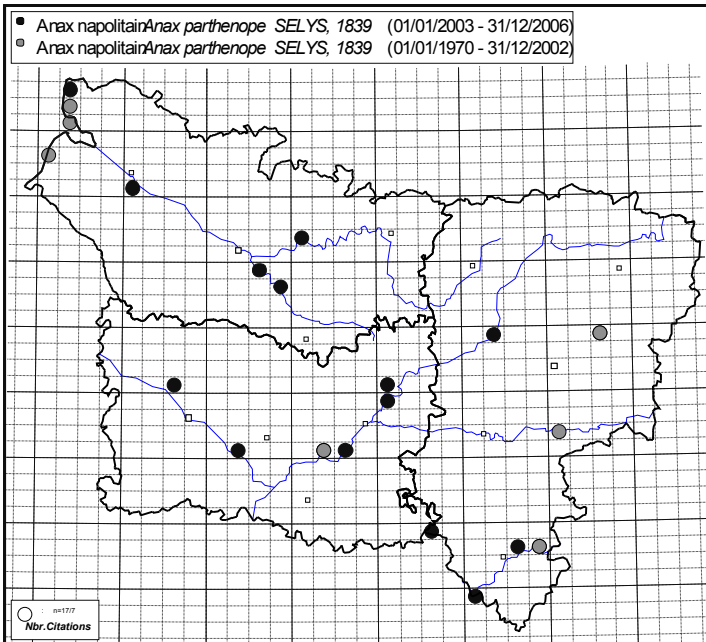 Anax napolitainAnax parthenope SELYS, 1839 (01/01/2003 - 31/12/2006)
Anax napolitainAnax parthenope SELYS, 1839 (01/01/1970 - 31/12/2002)
n=17/7
Nbr.Citations